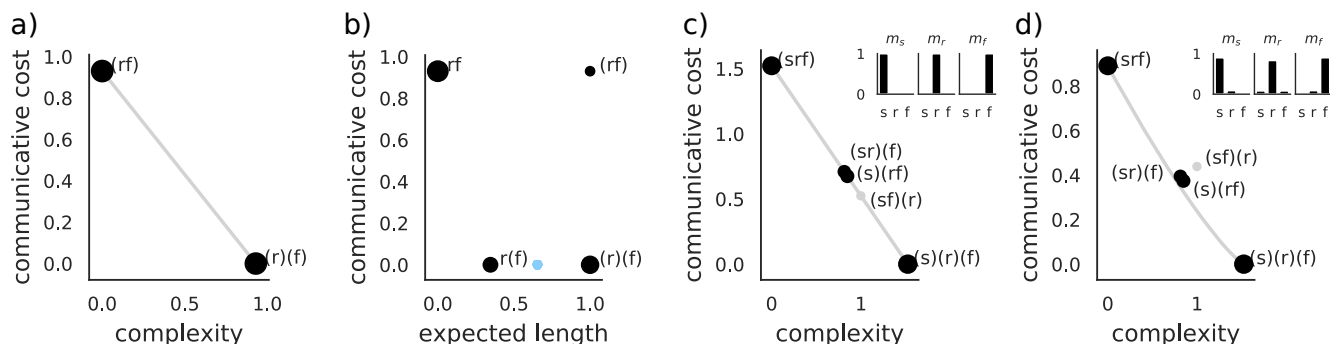 a)
communicative cost
1.0
0.8
0.6
0.4
0.2
0.0
(rf)
(r)(f)
0.0 0.5 1.0
complexity
b)
communicative cost
1.0
0.8
0.6
0.4
0.2
0.0
rf
(rf)
r(f)
(r)(f)
0.0 0.5 1.0
expected length
c)
communicative cost
1.5
1.0
0.5
0.0
(srf)
(sr)(f)
(s)(rf)
(sf)(r)
(s)(r)(f)
m_s m_r m_f
1
0
s r f s r f s r f
0 1
complexity
d)
communicative cost
0.8
0.6
0.4
0.2
0.0
(srf)
(sf)(r)
(sr)(f)
(s)(rf)
(s)(r)(f)
m_s m_r m_f
1
0
s r f s r f s r f
0 1
complexity